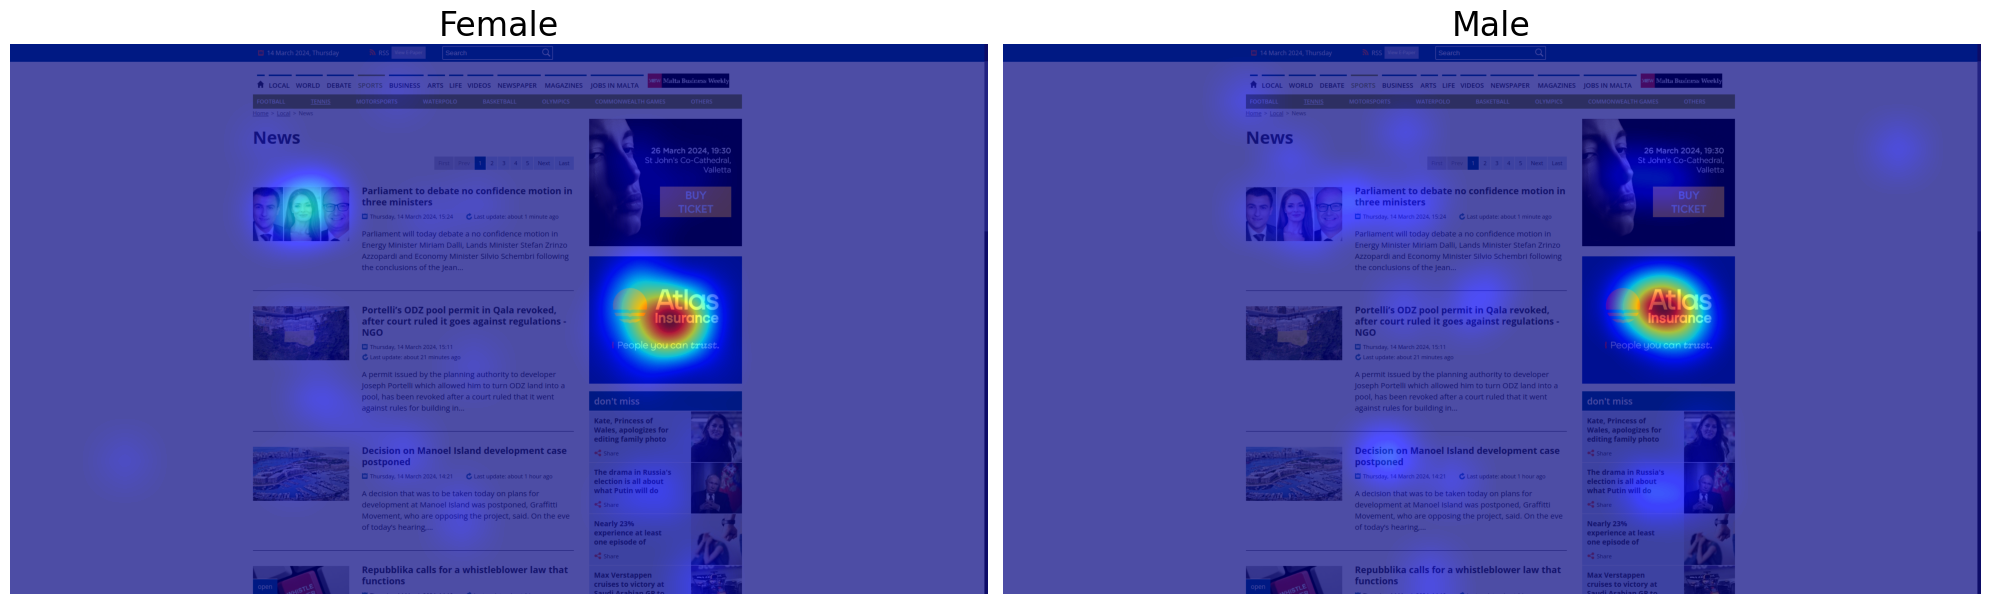 Female
14 March 2024, Thursday
RSS
Search
LOCAL WORLD DEBATE SPORTS BUSINESS ARTS LIFE VIDEOS NEWSPAPER MAGAZINES JOBS IN MALTA Malta Business Weekly
FOOTBALL TENNIS MOTORSPORTS WATERPOLO BASKETBALL OLYMPICS COMMONWEALTH GAMES OTHERS
Home > Local > News
News
1 2 3 4 5 Next Last
Parliament to debate no confidence motion in
three ministers
Thursday, 14 March 2024, 15:24 Last update: about 1 minute ago
Parliament will today debate a no confidence motion in
Energy Minister Miriam Dalli, Lands Minister Stefan Zrinzo
Azzopardi and Economy Minister Silvio Schembri following
the conclusions of the Jean...
Portelli's ODZ pool permit in Qala revoked,
after court ruled it goes against regulations -
NGO
Thursday, 14 March 2024, 15:11
Last update: about 21 minutes ago
A permit issued by the planning authority to developer
Joseph Portelli which allowed him to turn ODZ land into a
pool, has been revoked after a court ruled that it went
against rules for building in...
Decision on Manoel Island development case
postponed
Thursday, 14 March 2024, 14:21 Last update: about 1 hour ago
A decision that was to be taken today on plans for
development at Manoel Island was postponed, Graffitti
Movement, who are opposing the project, said. On the eve
of today's hearing,...
open
Repubblika calls for a whistleblower law that
functions
26 March 2024, 19:30
St John's Co-Cathedral,
Valletta
BUY
TICKET
Atlas
Insurance
People you can trust.
don't miss
Kate, Princess of
Wales, apologizes for
editing family photo
Share
The drama in Russia's
election is all about
what Putin will do
Share
Nearly 23%
experience at least
one episode of
Share
Max Verstappen
cruises to victory at
Saudi Arabian GP to
Male
14 March 2024, Thursday
RSS
Search
LOCAL WORLD DEBATE SPORTS BUSINESS ARTS LIFE VIDEOS NEWSPAPER MAGAZINES JOBS IN MALTA Malta Business Weekly
FOOTBALL TENNIS MOTORSPORTS WATERPOLO BASKETBALL OLYMPICS COMMONWEALTH GAMES OTHERS
Home > Local > News
News
1 2 3 4 5 Next Last
Parliament to debate no confidence motion in
three ministers
Thursday, 14 March 2024, 15:24 Last update: about 1 minute ago
Parliament will today debate a no confidence motion in
Energy Minister Miriam Dalli, Lands Minister Stefan Zrinzo
Azzopardi and Economy Minister Silvio Schembri following
the conclusions of the Jean...
Portelli's ODZ pool permit in Qala revoked,
after court ruled it goes against regulations -
NGO
Thursday, 14 March 2024, 15:11
Last update: about 21 minutes ago
A permit issued by the planning authority to developer
Joseph Portelli which allowed him to turn ODZ land into a
pool, has been revoked after a court ruled that it went
against rules for building in...
Decision on Manoel Island development case
postponed
Thursday, 14 March 2024, 14:21 Last update: about 1 hour ago
A decision that was to be taken today on plans for
development at Manoel Island was postponed, Graffitti
Movement, who are opposing the project, said. On the eve
of today's hearing,...
open
Repubblika calls for a whistleblower law that
functions
26 March 2024, 19:30
St John's Co-Cathedral,
Valletta
BUY
TICKET
Atlas
Insurance
People you can trust.
don't miss
Kate, Princess of
Wales, apologizes for
editing family photo
Share
The drama in Russia's
election is all about
what Putin will do
Share
Nearly 23%
experience at least
one episode of
Share
Max Verstappen
cruises to victory at
Saudi Arabian GP to